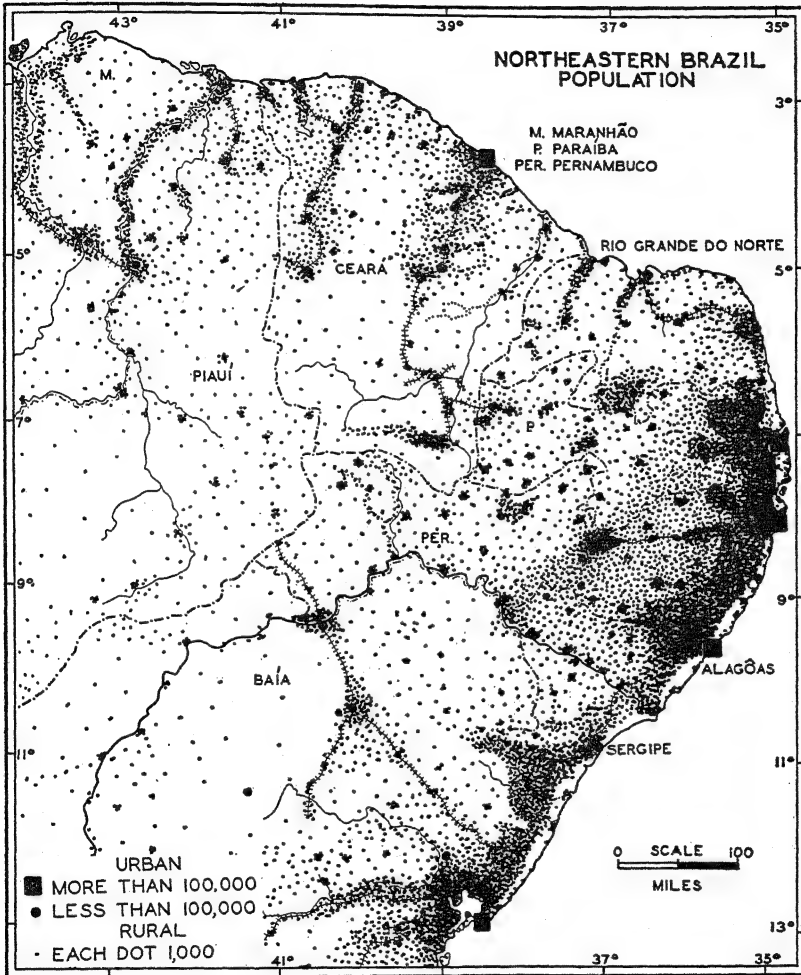 43°
41°
39°
37°
35°
NORTHEASTERN BRAZIL
POPULATION
M.
3°
M. MARANHÃO
P. PARAÍBA
PER. PERNAMBUCO
RIO GRANDE DO NORTE
5°
5°
CEARÁ
PIAUÍ
7°
P.
7°
PER.
9°
9°
ALAGÔAS
BAÍA
SERGIPE
11°
11°
URBAN
MORE THAN 100.000
LESS THAN 100,000
RURAL
EACH DOT 1,000
0 SCALE 100
MILES
13°
41°
39°
37°
35°